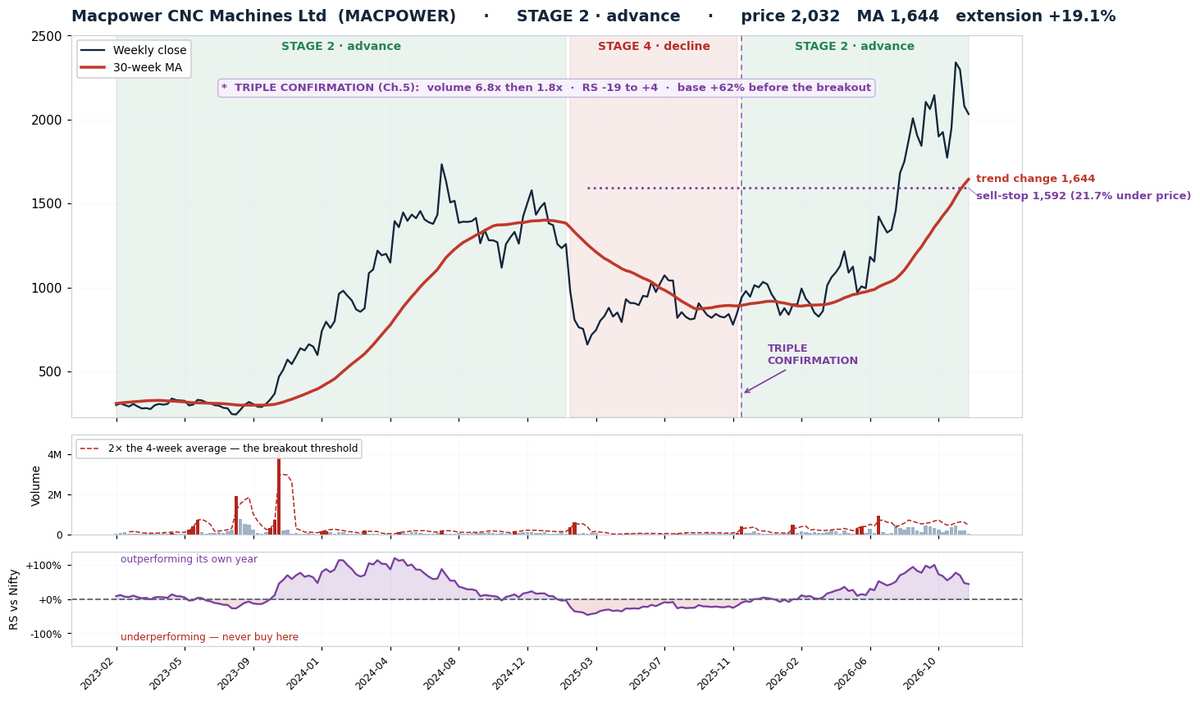 Macpower CNC Machines Ltd (MACPOWER) · STAGE 2 · advance · price 2,032 MA 1,644 extension +19.1%
2500
Weekly close
30-week MA
STAGE 2 · advance
STAGE 4 · decline
STAGE 2 · advance
* TRIPLE CONFIRMATION (Ch.5): volume 6.8x then 1.8x · RS -19 to +4 · base +62% before the breakout
2000
trend change 1,644
sell-stop 1,592 (21.7% under price)
1500
1000
TRIPLE
CONFIRMATION
500
2× the 4-week average — the breakout threshold
4M
Volume
2M
0
outperforming its own year
+100%
RS vs Nifty
+0%
-100%
underperforming — never buy here
2023-02
2023-05
2023-09
2024-01
2024-04
2024-08
2024-12
2025-03
2025-07
2025-11
2026-02
2026-06
2026-10